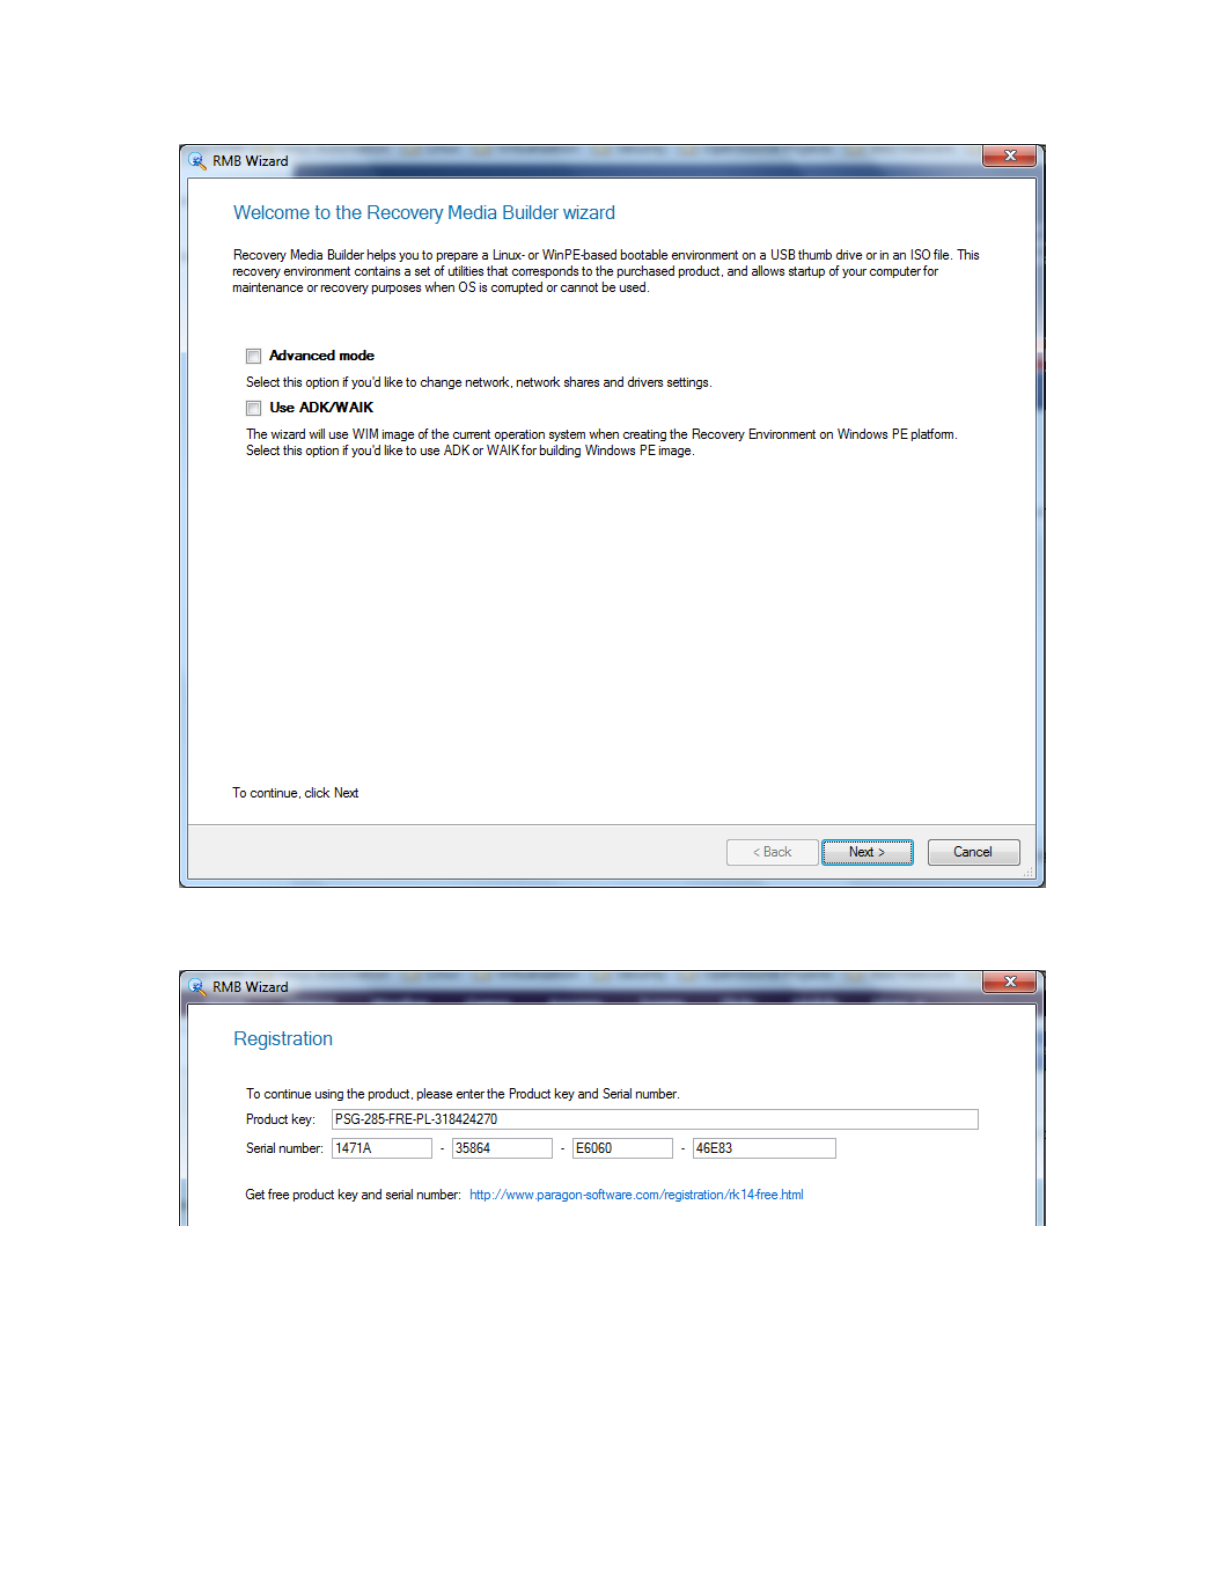 RMB Wizard
Welcome to the Recovery Media Builder wizard
Recovery Media Builder helps you to prepare a Linux- or WinPE-based bootable environment on a USB thumb drive or in an ISO file. This
recovery environment contains a set of utilities that corresponds to the purchased product, and allows startup of your computer for
maintenance or recovery purposes when OS is corrupted or cannot be used.
Advanced mode
Select this option if you'd like to change network, network shares and drivers settings.
Use ADK/WAIK
The wizard will use WIM image of the current operation system when creating the Recovery Environment on Windows PE platform.
Select this option if you'd like to use ADK or WAIK for building Windows PE image.
To continue, click Next
< Back Next > Cancel
RMB Wizard
Registration
To continue using the product, please enter the Product key and Serial number.
Product key: PSG-285-FRE-PL-318424270
Serial number: 1471A - 35864 - E6060 - 46E83
Get free product key and serial number: http://www.paragon-software.com/registration/rk14-free.html